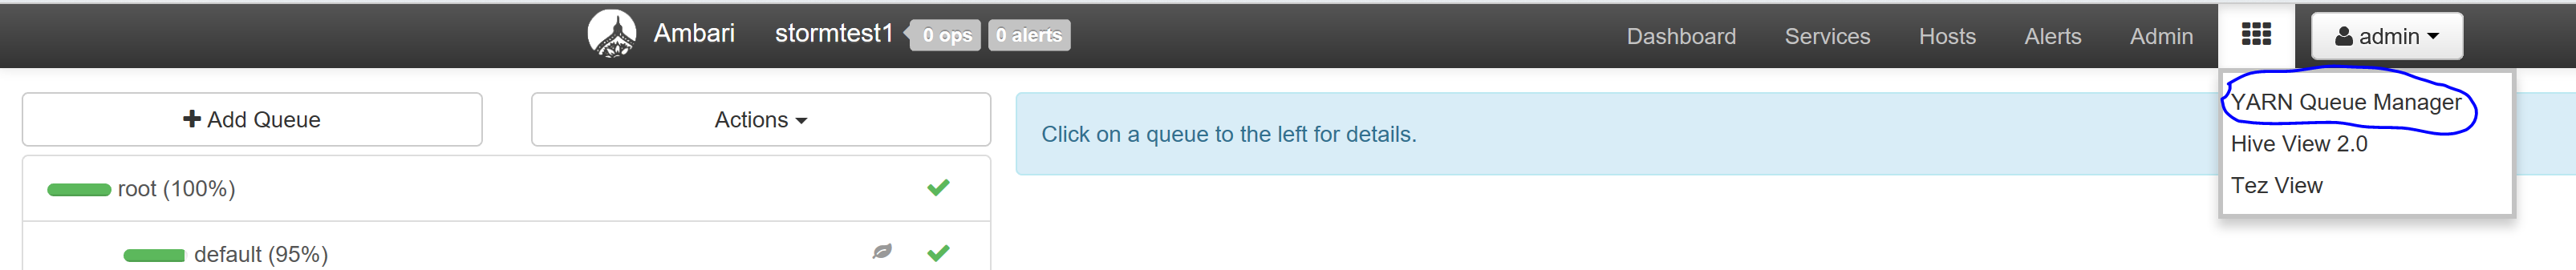 Ambari stormtest1 0 ops 0 alerts Dashboard Services Hosts Alerts Admin admin
Add Queue Actions
Click on a queue to the left for details.
root (100%)
default (95%)
YARN Queue Manager
Hive View 2.0
Tez View